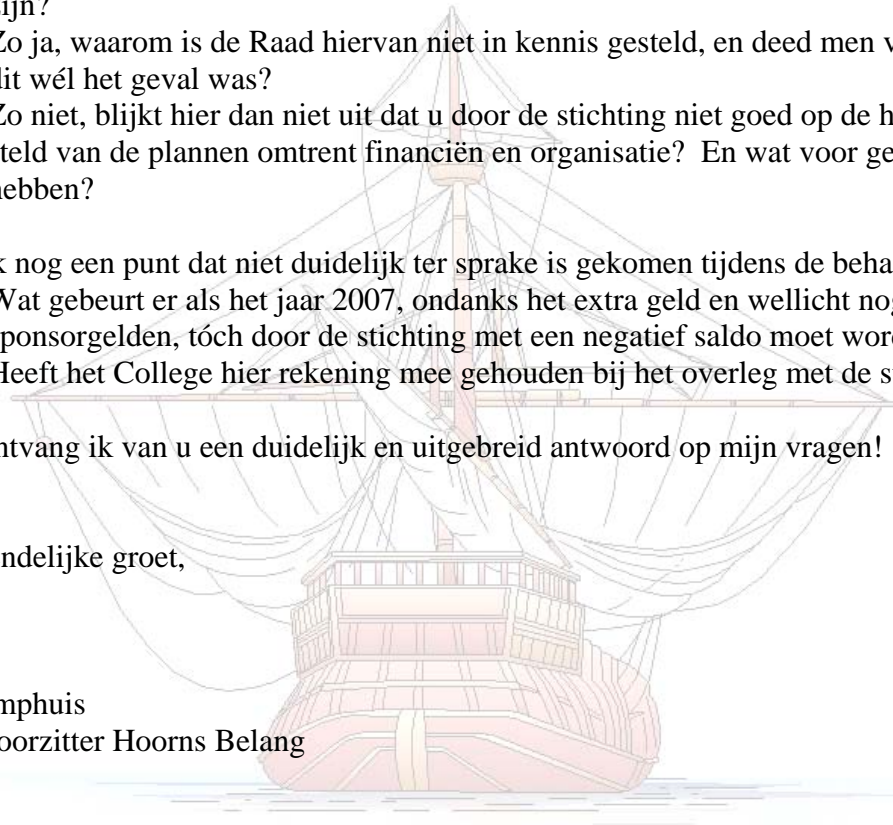 zijn?
Zo ja, waarom is de Raad hiervan niet in kennis gesteld, en deed men v
dit wél het geval was?
Zo niet, blijkt hier dan niet uit dat u door de stichting niet goed op de h
steld van de plannen omtrent financiën en organisatie? En wat voor ge
hebben?
k nog een punt dat niet duidelijk ter sprake is gekomen tijdens de beha
Wat gebeurt er als het jaar 2007, ondanks het extra geld en wellicht nog
sponsorgelden, tóch door de stichting met een negatief saldo moet word
Heeft het College hier rekening mee gehouden bij het overleg met de s
ntvang ik van u een duidelijk en uitgebreid antwoord op mijn vragen!
ndelijke groet,
mphuis
oorzitter Hoorns Belang